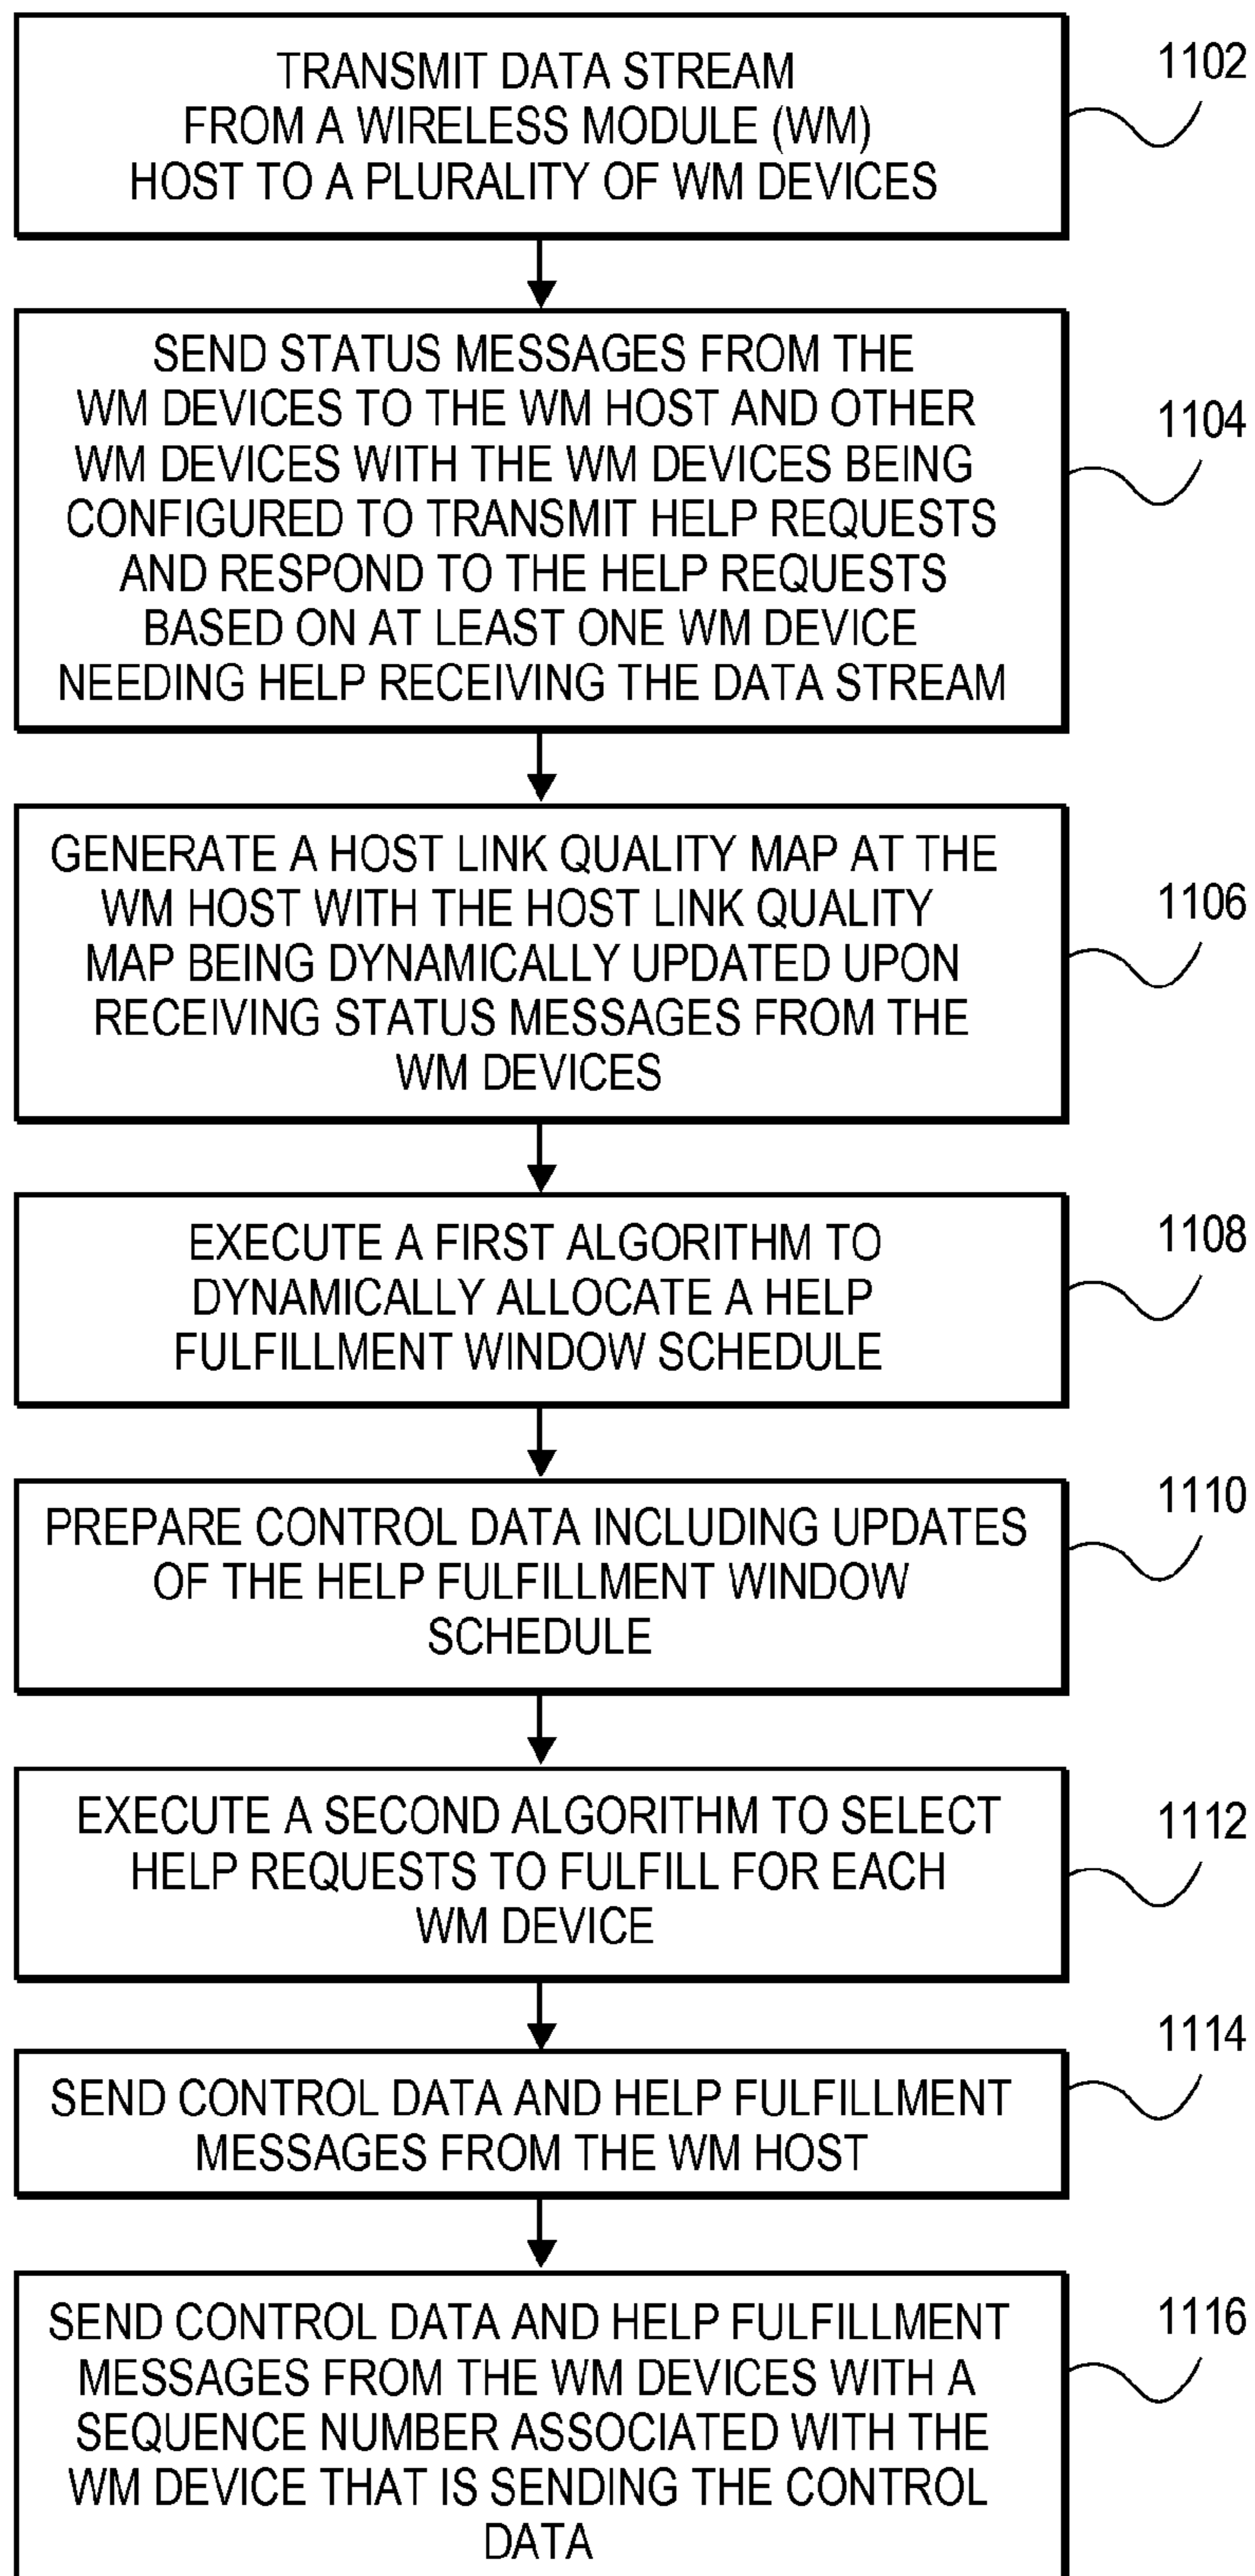 TRANSMIT DATA STREAM
FROM A WIRELESS MODULE (WM)
HOST TO A PLURALITY OF WM DEVICES
1102
SEND STATUS MESSAGES FROM THE
WM DEVICES TO THE WM HOST AND OTHER
WM DEVICES WITH THE WM DEVICES BEING
CONFIGURED TO TRANSMIT HELP REQUESTS
AND RESPOND TO THE HELP REQUESTS
BASED ON AT LEAST ONE WM DEVICE
NEEDING HELP RECEIVING THE DATA STREAM
1104
GENERATE A HOST LINK QUALITY MAP AT THE
WM HOST WITH THE HOST LINK QUALITY
MAP BEING DYNAMICALLY UPDATED UPON
RECEIVING STATUS MESSAGES FROM THE
WM DEVICES
1106
EXECUTE A FIRST ALGORITHM TO
DYNAMICALLY ALLOCATE A HELP
FULFILLMENT WINDOW SCHEDULE
1108
PREPARE CONTROL DATA INCLUDING UPDATES
OF THE HELP FULFILLMENT WINDOW
SCHEDULE
1110
EXECUTE A SECOND ALGORITHM TO SELECT
HELP REQUESTS TO FULFILL FOR EACH
WM DEVICE
1112
SEND CONTROL DATA AND HELP FULFILLMENT
MESSAGES FROM THE WM HOST
1114
SEND CONTROL DATA AND HELP FULFILLMENT
MESSAGES FROM THE WM DEVICES WITH A
SEQUENCE NUMBER ASSOCIATED WITH THE
WM DEVICE THAT IS SENDING THE CONTROL
DATA
1116